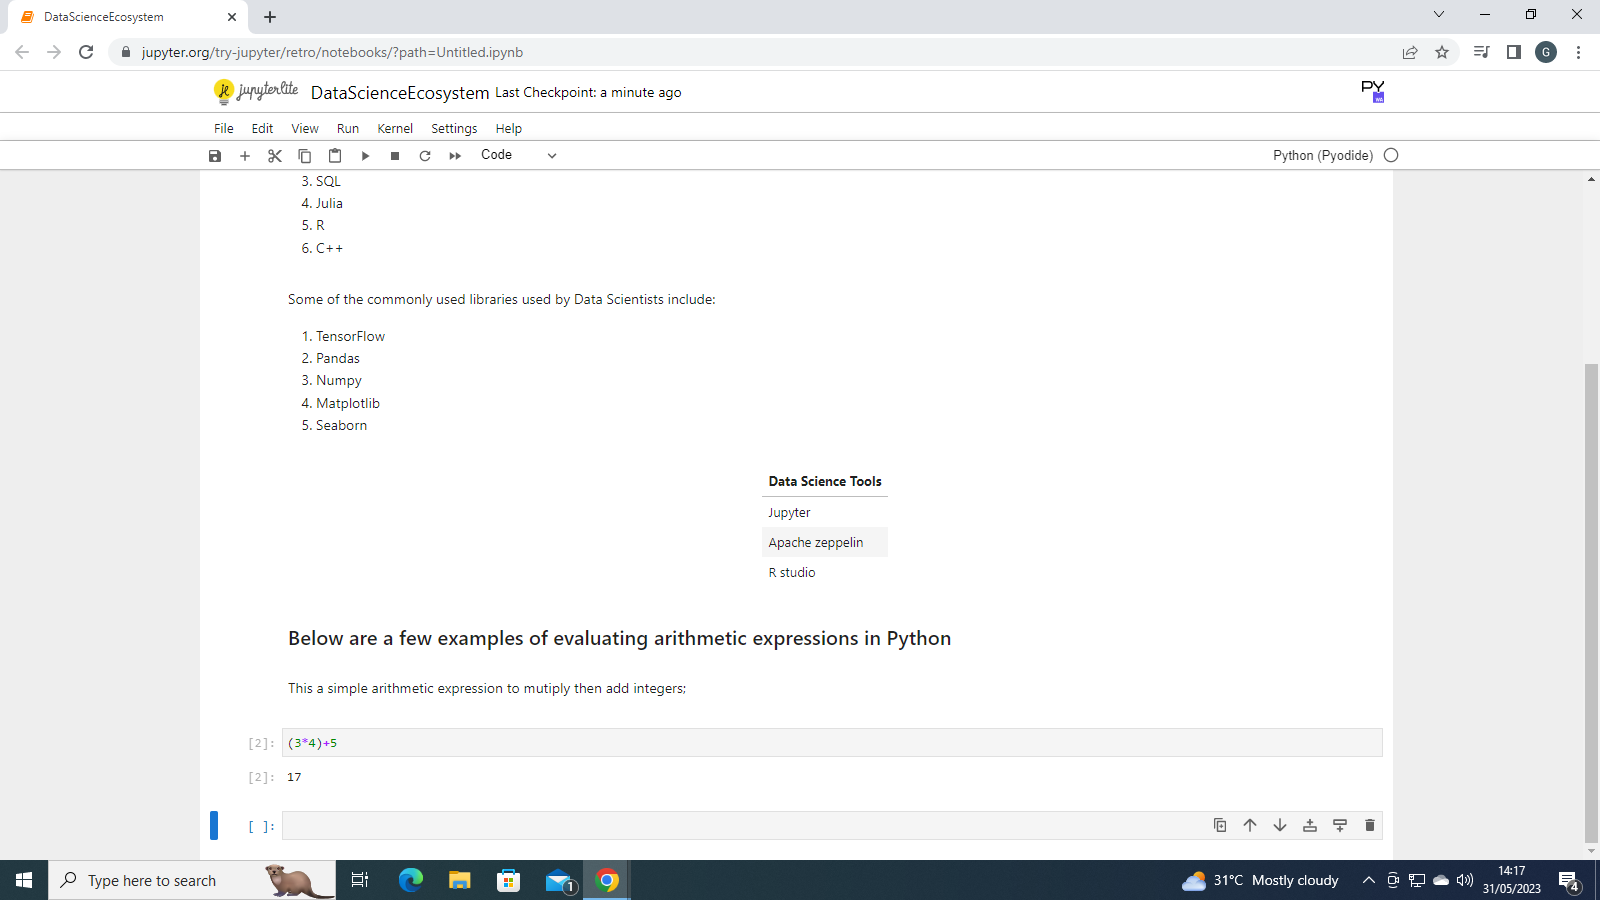 DataScienceEcosystem
jupyter.org/try-jupyter/retro/notebooks/?path=Untitled.ipynb
G
jupyterlite DataScienceEcosystem Last Checkpoint: a minute ago
PY
File Edit View Run Kernel Settings Help
Code
Python (Pyodide)
3. SQL
4. Julia
5. R
6. C++
Some of the commonly used libraries used by Data Scientists include:
1. TensorFlow
2. Pandas
3. Numpy
4. Matplotlib
5. Seaborn
Data Science Tools
Jupyter
Apache zeppelin
R studio
Below are a few examples of evaluating arithmetic expressions in Python
This a simple arithmetic expression to mutiply then add integers;
[2]: (3*4)+5
[2]: 17
[ ]:
Type here to search
1
31°C Mostly cloudy
14:17
31/05/2023
4